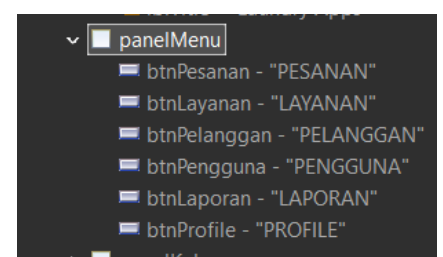 panelMenu
btnPesanan - "PESANAN"
btnLayanan - "LAYANAN"
btnPelanggan - "PELANGGAN"
btnPengguna - "PENGGUNA"
btnLaporan - "LAPORAN"
btnProfile - "PROFILE"